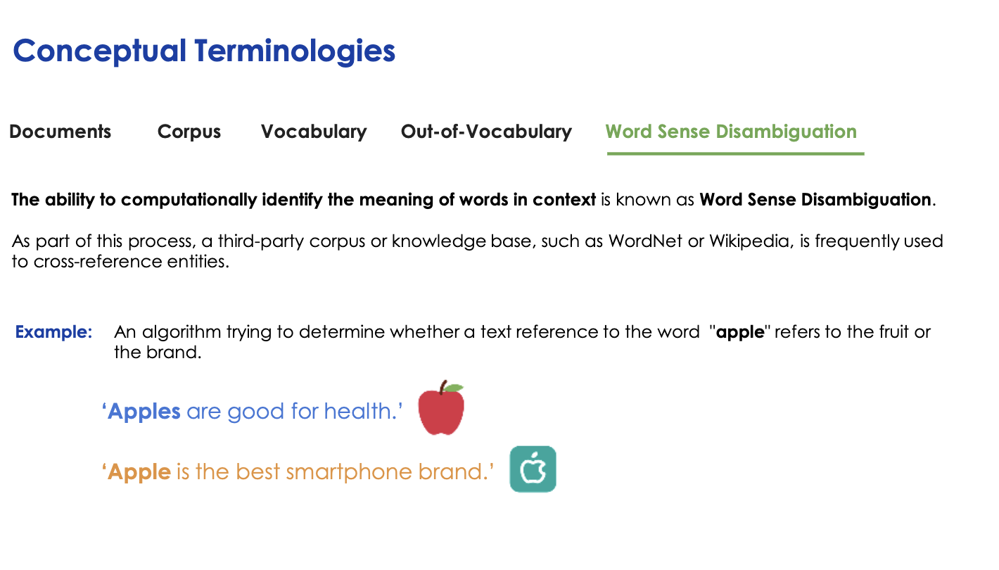 Conceptual Terminologies
Documents Corpus Vocabulary Out-of-Vocabulary Word Sense Disambiguation
The ability to computationally identify the meaning of words in context is known as Word Sense Disambiguation.
As part of this process, a third-party corpus or knowledge base, such as WordNet or Wikipedia, is frequently used
to cross-reference entities.
Example: An algorithm trying to determine whether a text reference to the word "apple" refers to the fruit or
the brand.
‘Apples are good for health.’
‘Apple is the best smartphone brand.’